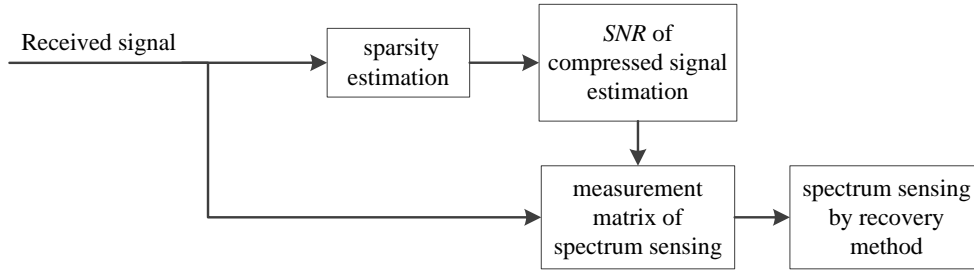 Received signal
sparsity
estimation
SNR of
compressed signal
estimation
measurement
matrix of
spectrum sensing
spectrum sensing
by recovery
method